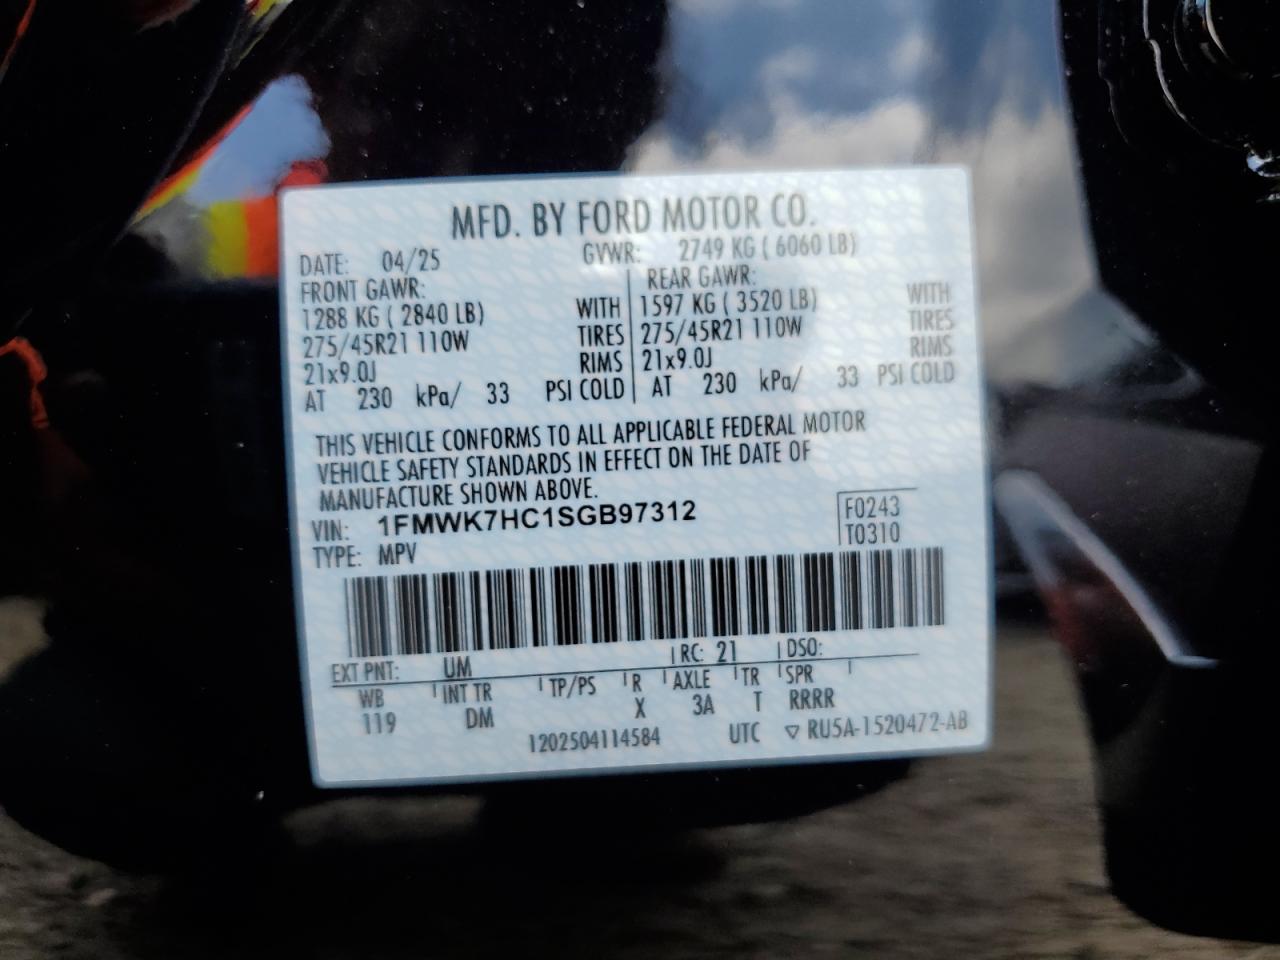 MFD. BY FORD MOTOR CO.
DATE: 04/25 GVWR: 2749 KG ( 6060 LB)
FRONT GAWR: REAR GAWR:
1288 KG ( 2840 LB) WITH 1597 KG ( 3520 LB) WITH
275/45R21 110W TIRES 275/45R21 110W TIRES
21x9.0J RIMS 21x9.0J RIMS
AT 230 kPa/ 33 PSI COLD AT 230 kPa/ 33 PSI COLD
THIS VEHICLE CONFORMS TO ALL APPLICABLE FEDERAL MOTOR
VEHICLE SAFETY STANDARDS IN EFFECT ON THE DATE OF
MANUFACTURE SHOWN ABOVE.
VIN: 1FMWK7HC1SGB97312 F0243
TYPE: MPV T0310
EXT PNT: UM RC: 21 DSO:
WB INT TR TP/PS R AXLE TR SPR
119 DM X 3A T RRRR
1202504114584 UTC ▽ RU5A-1520472-AB